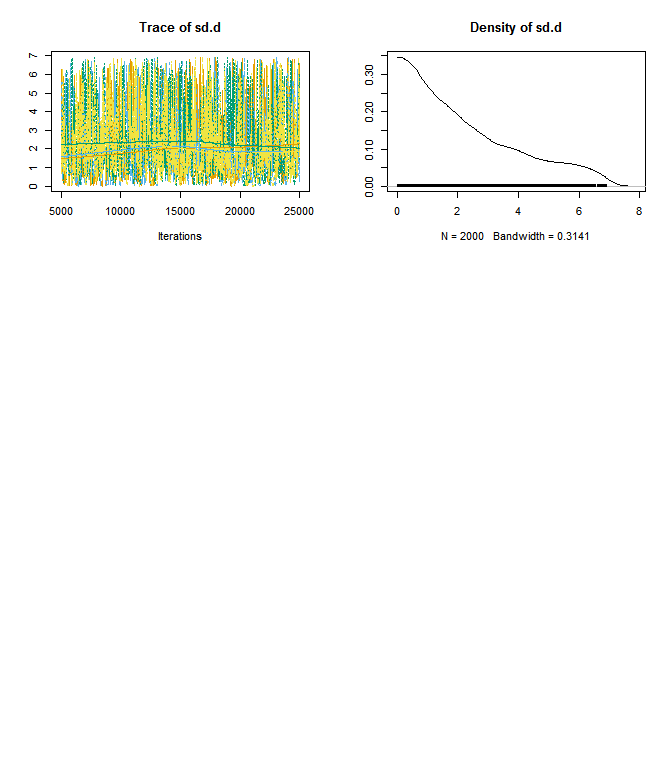 Trace of sd.d
7
6
5
4
3
2
1
0
5000 10000 15000 20000 25000
Iterations
Density of sd.d
0.30
0.20
0.10
0.00
0 2 4 6 8
N = 2000 Bandwidth = 0.3141